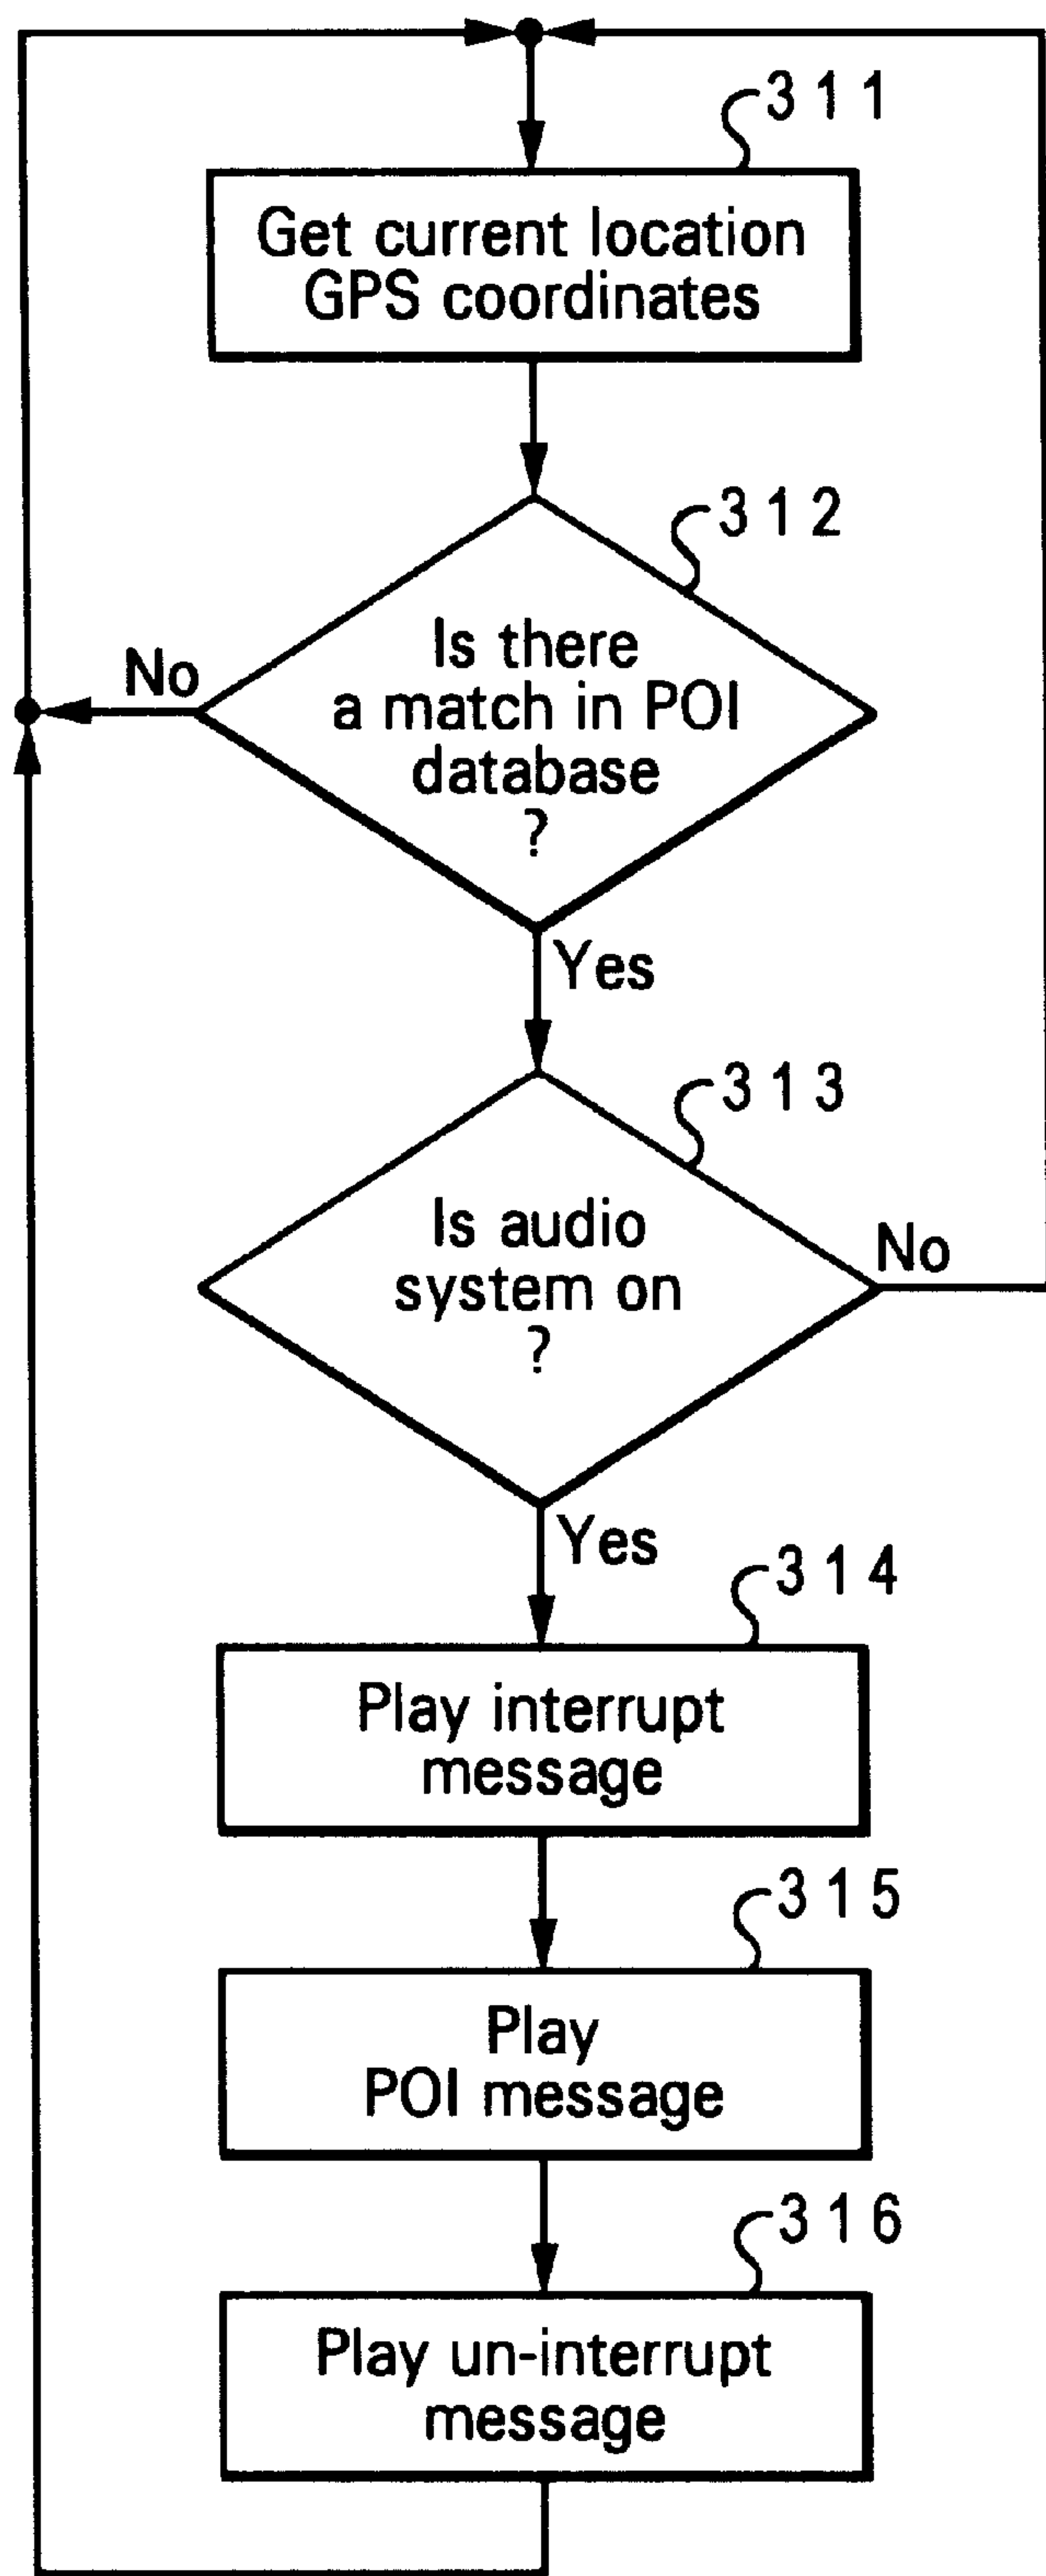 311
Get current location
GPS coordinates
312
Is there
a match in POI
database
?
No
Yes
313
Is audio
system on
?
No
Yes
314
Play interrupt
message
315
Play
POI message
316
Play un-interrupt
message